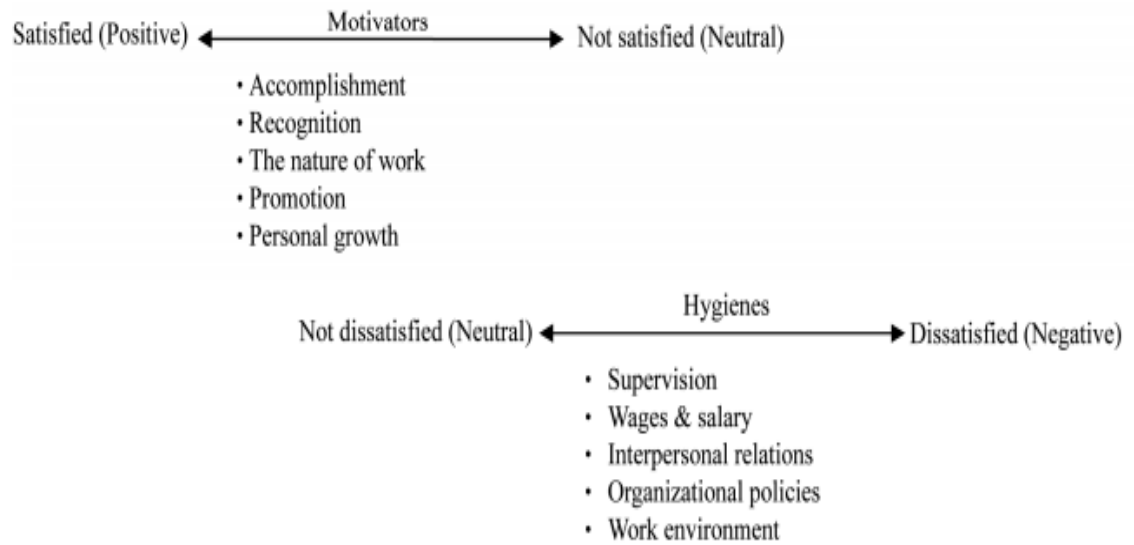 Motivators
Satisfied (Positive) Not satisfied (Neutral)
• Accomplishment
• Recognition
• The nature of work
• Promotion
• Personal growth
Hygienes
Not dissatisfied (Neutral) Dissatisfied (Negative)
• Supervision
• Wages & salary
• Interpersonal relations
• Organizational policies
• Work environment